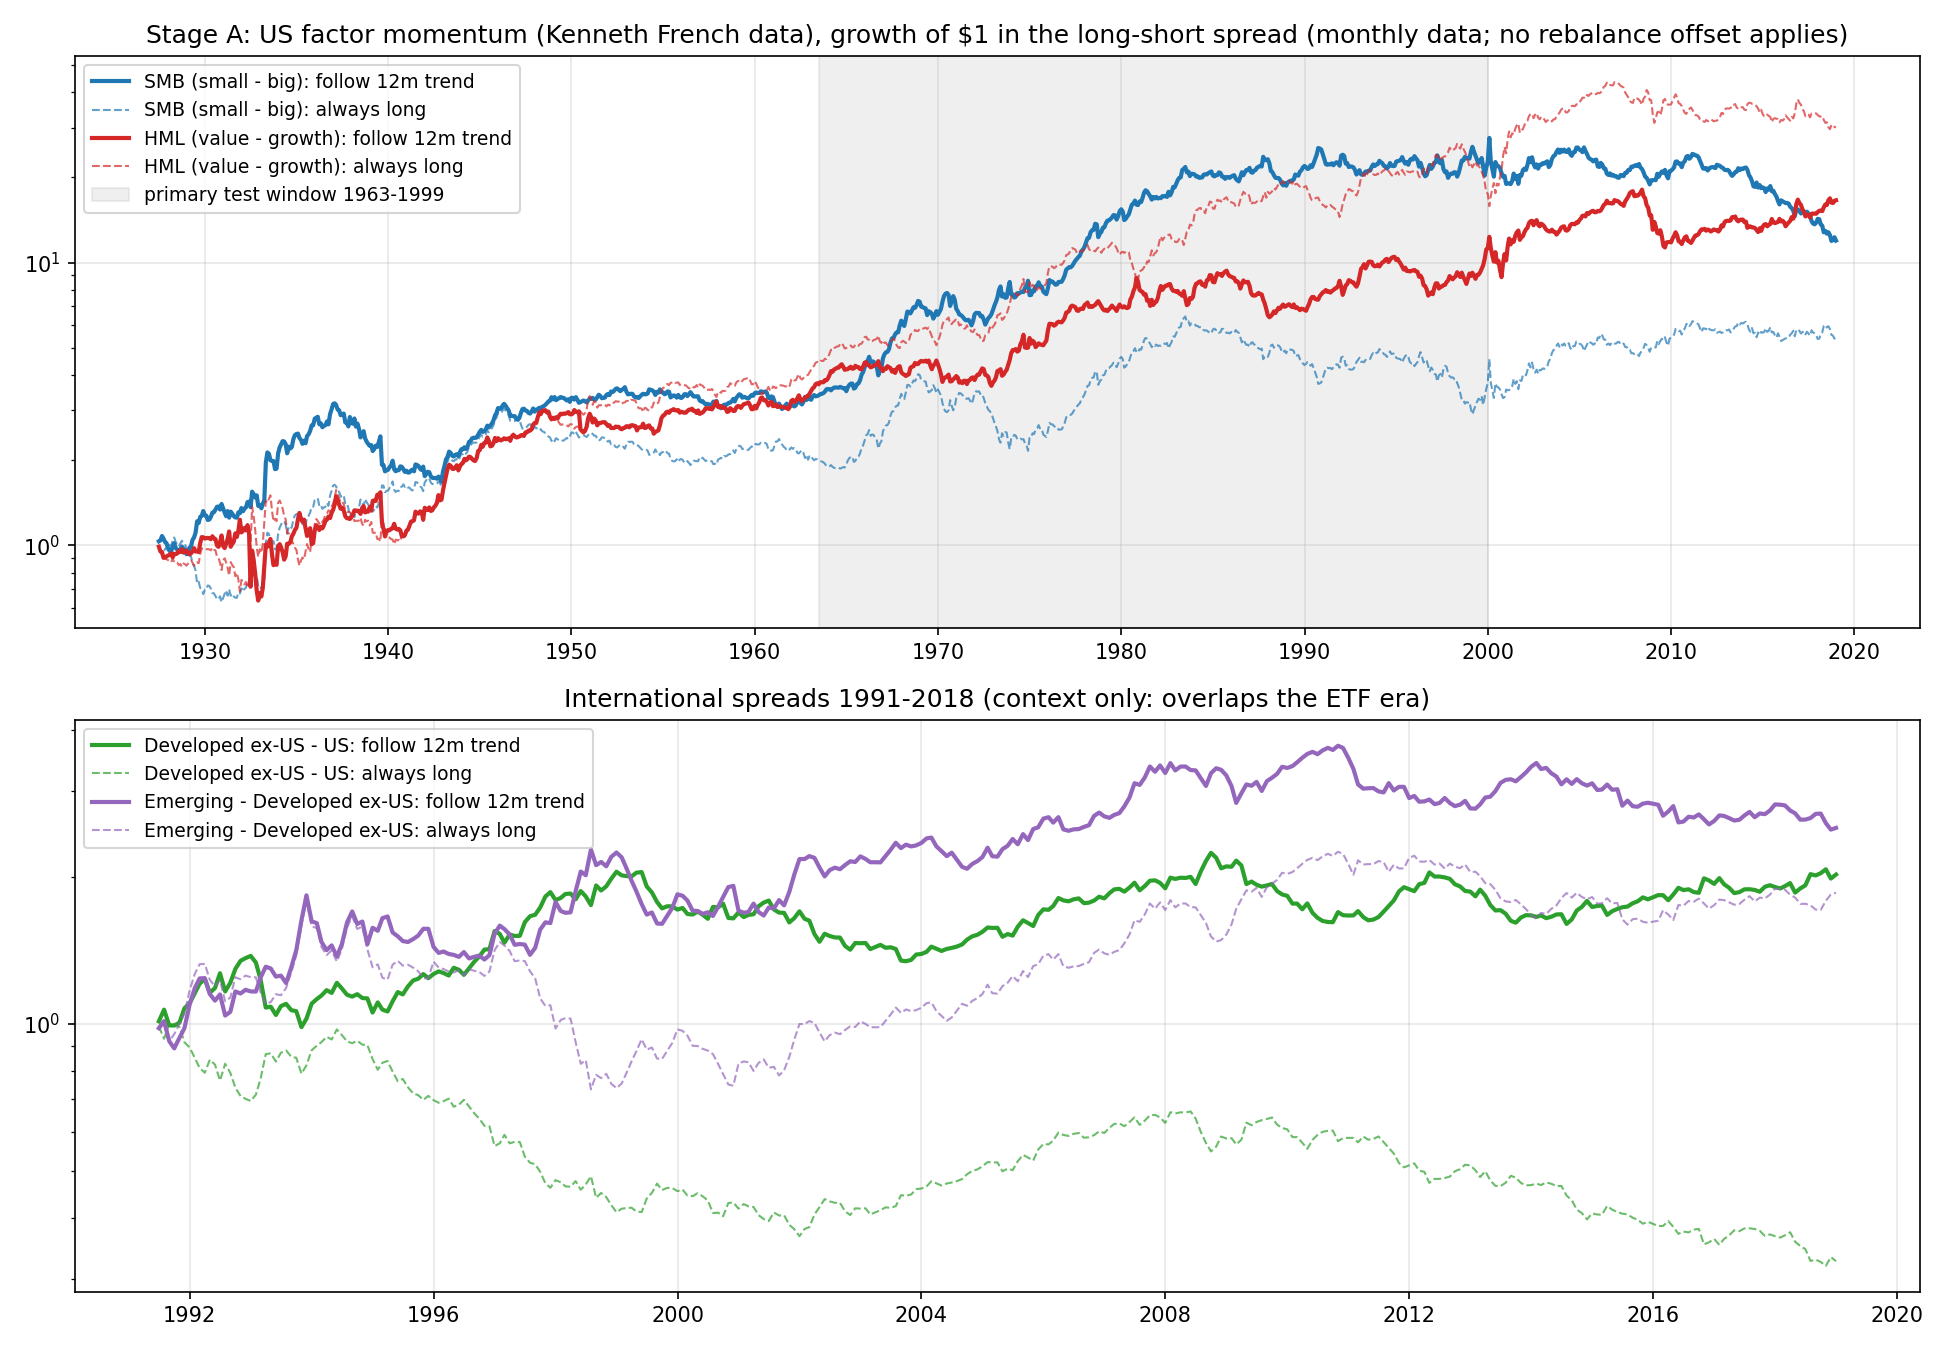 Stage A: US factor momentum (Kenneth French data), growth of $1 in the long-short spread (monthly data; no rebalance offset applies)
SMB (small - big): follow 12m trend
SMB (small - big): always long
HML (value - growth): follow 12m trend
HML (value - growth): always long
primary test window 1963-1999
10¹
10⁰
1930 1940 1950 1960 1970 1980 1990 2000 2010 2020
International spreads 1991-2018 (context only: overlaps the ETF era)
Developed ex-US - US: follow 12m trend
Developed ex-US - US: always long
Emerging - Developed ex-US: follow 12m trend
Emerging - Developed ex-US: always long
10⁰
1992 1996 2000 2004 2008 2012 2016 2020